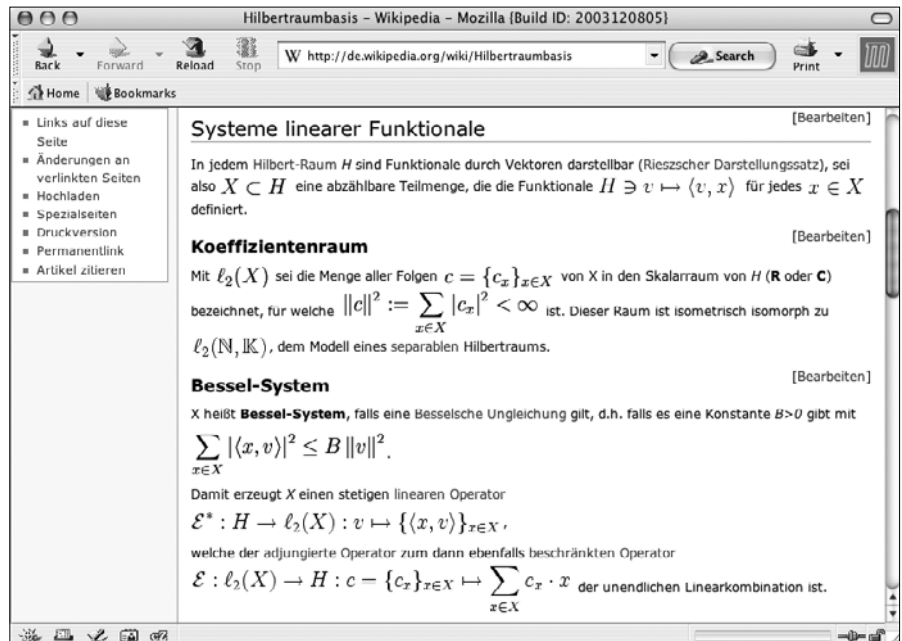 Hilbertraumbasis – Wikipedia – Mozilla {Build ID: 2003120805}
Back Forward Reload Stop W http://de.wikipedia.org/wiki/Hilbertraumbasis Search Print m
Home Bookmarks
Links auf diese
Seite
Änderungen an
verlinkten Seiten
Hochladen
Spezialseiten
Druckversion
Permanentlink
Artikel zitieren
Systeme linearer Funktionale [Bearbeiten]
In jedem Hilbert-Raum H sind Funktionale durch Vektoren darstellbar (Rieszscher Darstellungssatz), sei
also X ⊂ H eine abzählbare Teilmenge, die die Funktionale H ∋ v ↦ ⟨v, x⟩ für jedes x ∈ X
definiert.
Koeffizientenraum [Bearbeiten]
Mit ℓ₂(X) sei die Menge aller Folgen c = {cₓ}ₓ∈X von X in den Skalarraum von H (R oder C)
bezeichnet, für welche ||c||² := ∑ₓ∈X |cₓ|² < ∞ ist. Dieser Raum ist isometrisch isomorph zu
ℓ₂(ℕ, 𝕂), dem Modell eines separablen Hilbertraums.
Bessel-System [Bearbeiten]
X heißt Bessel-System, falls eine Besselsche Ungleichung gilt, d.h. falls es eine Konstante B>0 gibt mit
∑ₓ∈X |⟨x, v⟩|² ≤ B ||v||².
Damit erzeugt X einen stetigen linearen Operator
ℰ* : H → ℓ₂(X) : v ↦ {⟨x, v⟩}ₓ∈X,
welche der adjungierte Operator zum dann ebenfalls beschränkten Operator
ℰ : ℓ₂(X) → H : c = {cₓ}ₓ∈X ↦ ∑ₓ∈X cₓ · x der unendlichen Linearkombination ist.